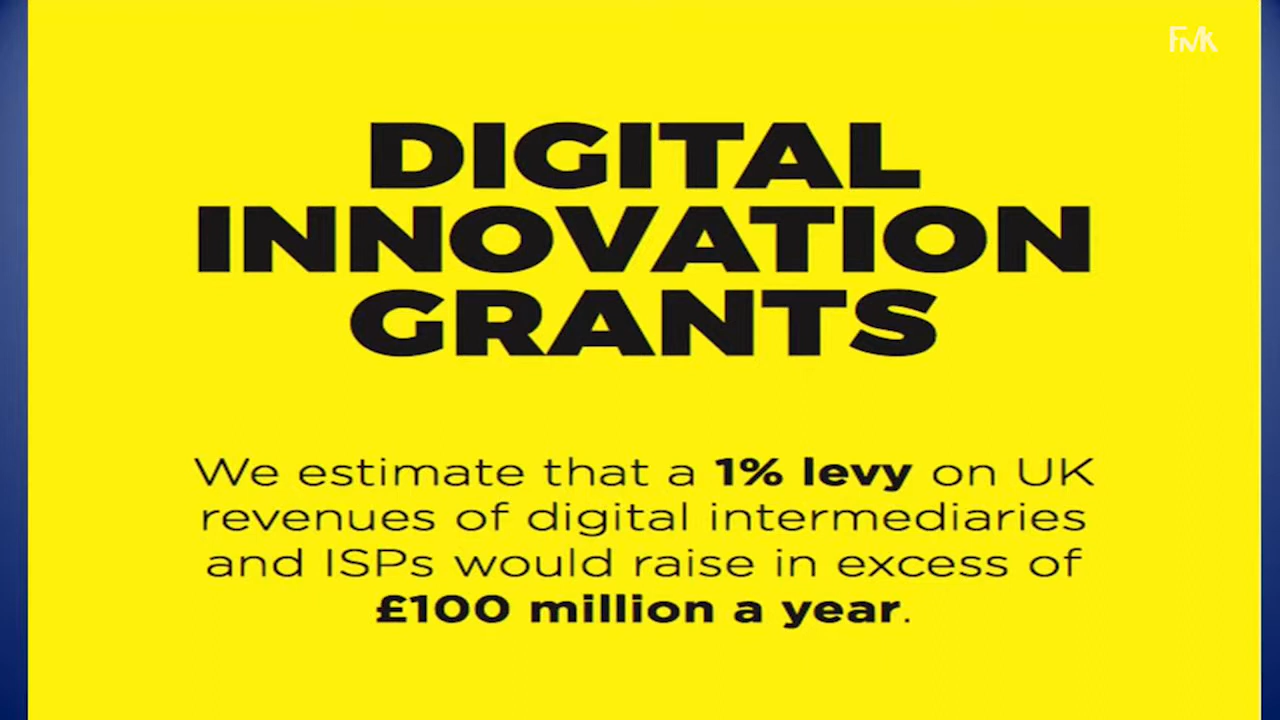 FMK
DIGITAL
INNOVATION
GRANTS
We estimate that a 1% levy on UK
revenues of digital intermediaries
and ISPs would raise in excess of
£100 million a year.